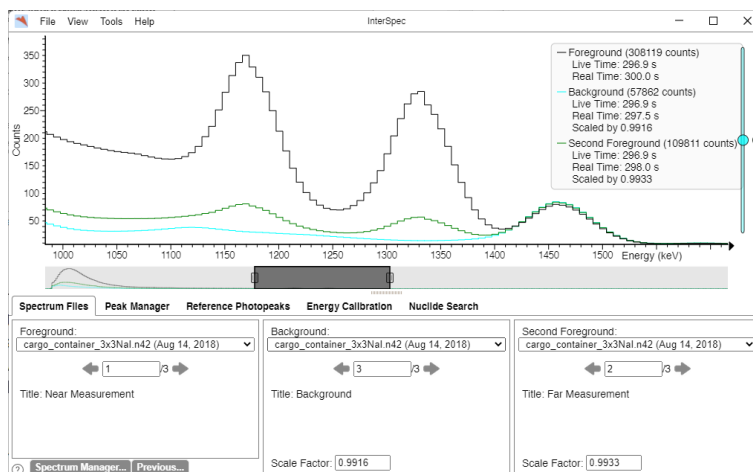 File View Tools Help InterSpec
350
300
250
200
150
100
50
Counts
1000 1050 1100 1150 1200 1250 1300 1350 1400 1450 1500 Energy (keV)
Foreground (308119 counts)
Live Time: 296.9 s
Real Time: 300.0 s
Background (57862 counts)
Live Time: 296.9 s
Real Time: 297.5 s
Scaled by 0.9916
Second Foreground (109811 counts)
Live Time: 296.9 s
Real Time: 298.0 s
Scaled by 0.9933
Spectrum Files Peak Manager Reference Photopeaks Energy Calibration Nuclide Search
Foreground:
cargo_container_3x3NaI.n42 (Aug 14, 2018)
1 /3
Title: Near Measurement
? Spectrum Manager... Previous...
Background:
cargo_container_3x3NaI.n42 (Aug 14, 2018)
3 /3
Title: Background
Scale Factor: 0.9916
Second Foreground:
cargo_container_3x3NaI.n42 (Aug 14, 2018)
2 /3
Title: Far Measurement
Scale Factor: 0.9933